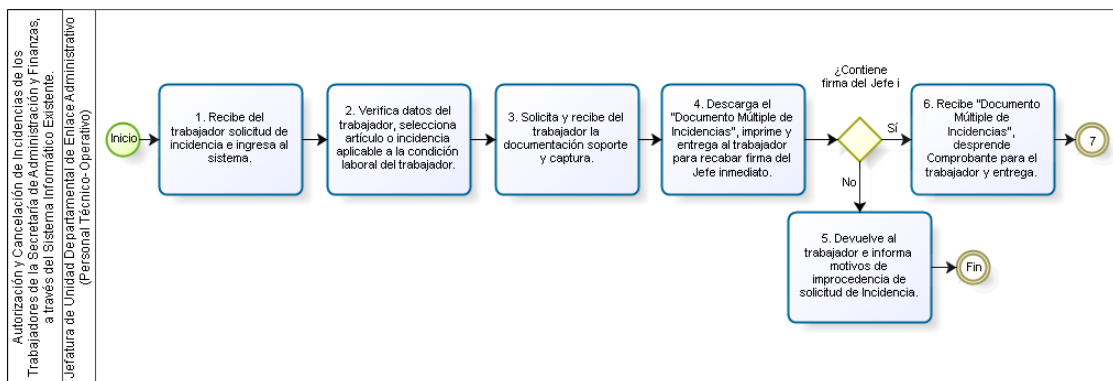 Autorización y Cancelación de Incidencias de los
Trabajadores de la Secretaría de Administración y Finanzas,
a través del Sistema Informático Existente.
Jefatura de Unidad Departamental de Enlace Administrativo
(Personal Técnico- Operativo)
Inicio
1. Recibe del
trabajador solicitud de
incidencia e ingresa al
sistema.
2. Verifica datos del
trabajador, selecciona
artículo o incidencia
aplicable a la condición
laboral del trabajador.
3. Solicita y recibe del
trabajador la
documentación soporte
y captura.
4. Descarga el
"Documento Múltiple de
Incidencias", imprime y
entrega al trabajador
para recabar firma del
Jefe inmediato.
¿Contiene
firma del Jefe i
Sí
No
6. Recibe "Documento
Múltiple de
Incidencias",
desprende
Comprobante para el
trabajador y entrega.
7
5. Devuelve al
trabajador e informa
motivos de
improcedencia de
solicitud de Incidencia.
Fin